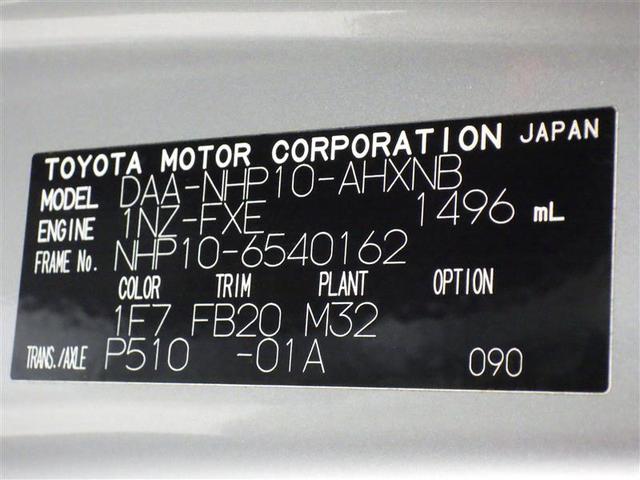 TOYOTA MOTOR CORPORATION JAPAN
MODEL DAA-NHP10-AHXNB
ENGINE 1NZ-FXE 1496 mL
FRAME No. NHP10-6540162
COLOR TRIM PLANT OPTION
1F7 FB20 M32
TRANS./AXLE P510 -01A 090